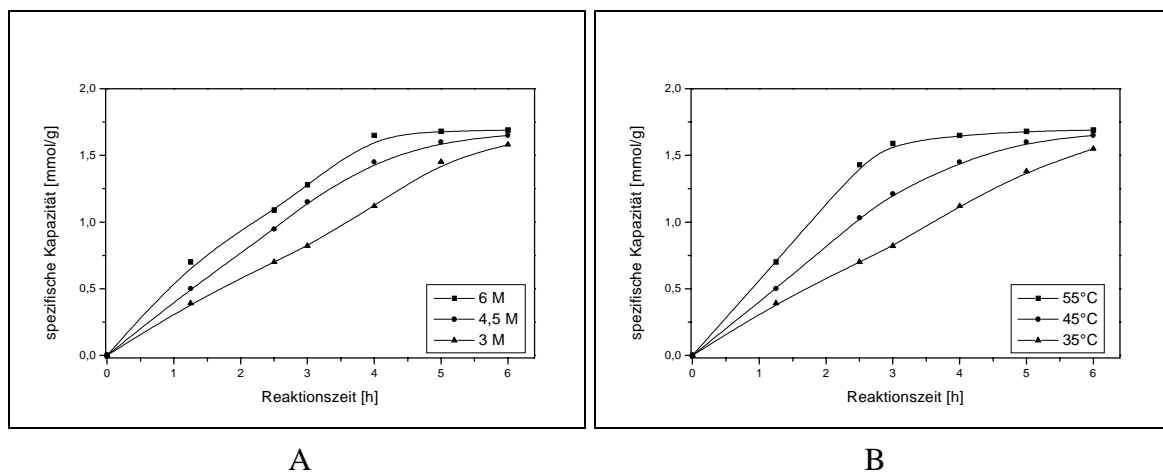 2,0
1,5
1,0
0,5
0,0
spezifische Kapazität [mmol/g]
0 1 2 3 4 5 6
Reaktionszeit [h]
6 M
4,5 M
3 M
A
2,0
1,5
1,0
0,5
0,0
spezifische Kapazität [mmol/g]
0 1 2 3 4 5 6
Reaktionszeit [h]
55°C
45°C
35°C
B